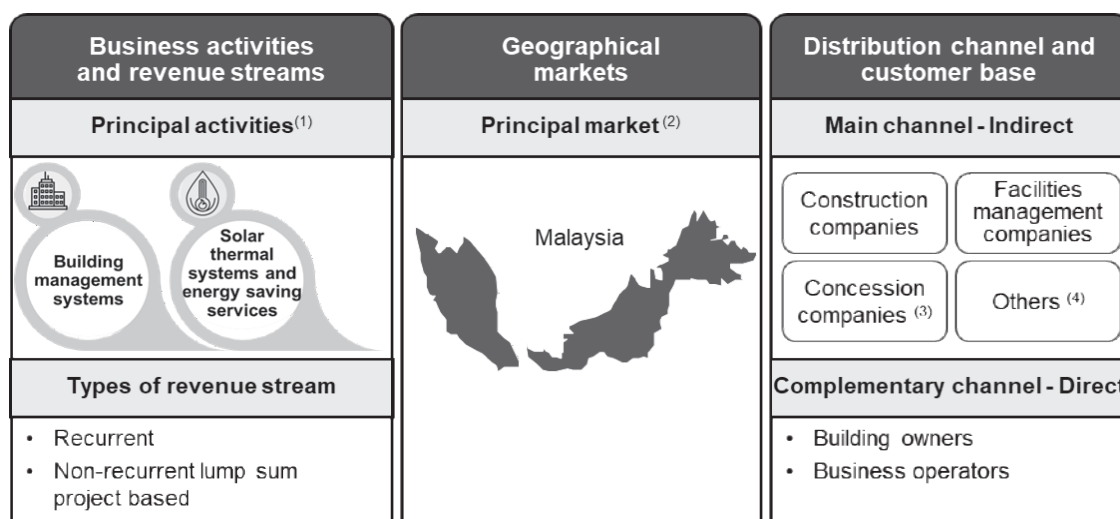 Business activities
and revenue streams
Principal activities(1)
Building
management
systems
Solar
thermal
systems and
energy saving
services
Types of revenue stream
• Recurrent
• Non-recurrent lump sum
project based
Geographical
markets
Principal market (2)
Malaysia
Distribution channel and
customer base
Main channel - Indirect
Construction
companies
Facilities
management
companies
Concession
companies (3)
Others (4)
Complementary channel - Direct
• Building owners
• Business operators